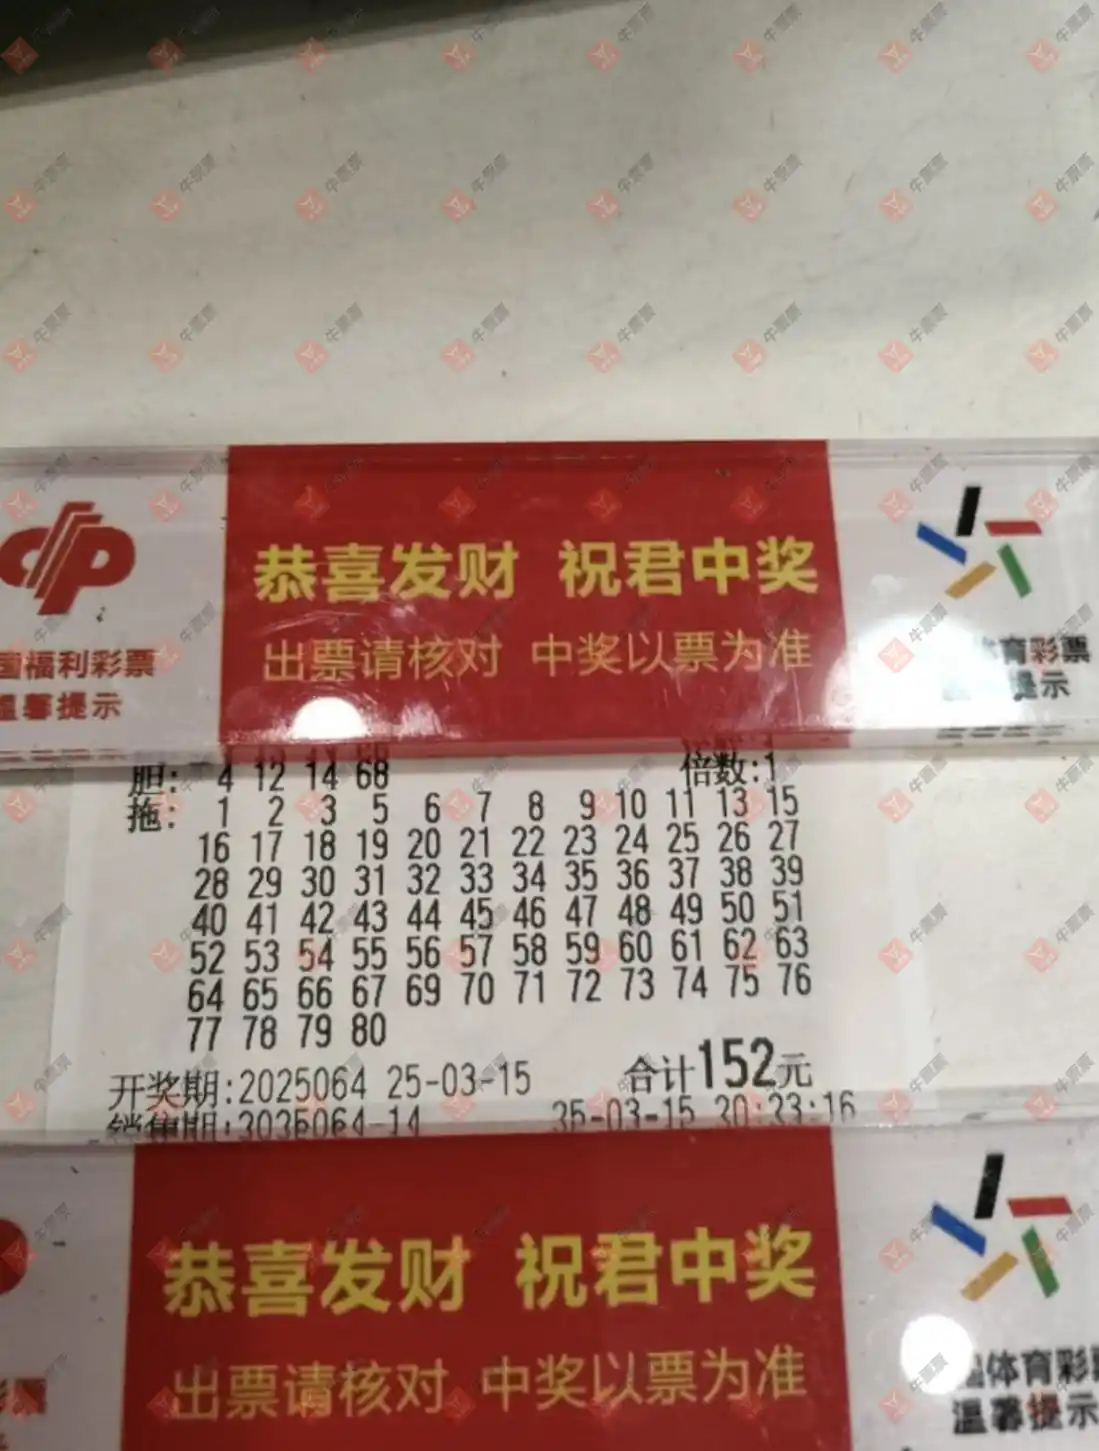 恭喜发财 祝君中奖
出票请核对 中奖以票为准
国福利彩票
温馨提示
体育彩票
提示
胆: 4 12 14 68 倍数:1
拖: 1 2 3 5 6 7 8 9 10 11 13 15
16 17 18 19 20 21 22 23 24 25 26 27
28 29 30 31 32 33 34 35 36 37 38 39
40 41 42 43 44 45 46 47 48 49 50 51
52 53 54 55 56 57 58 59 60 61 62 63
64 65 66 67 69 70 71 72 73 74 75 76
77 78 79 80
开奖期:2025064 25-03-15 合计152元
恭喜发财 祝君中奖
出票请核对 中奖以票为准
体育彩票
温馨提示
牛票票